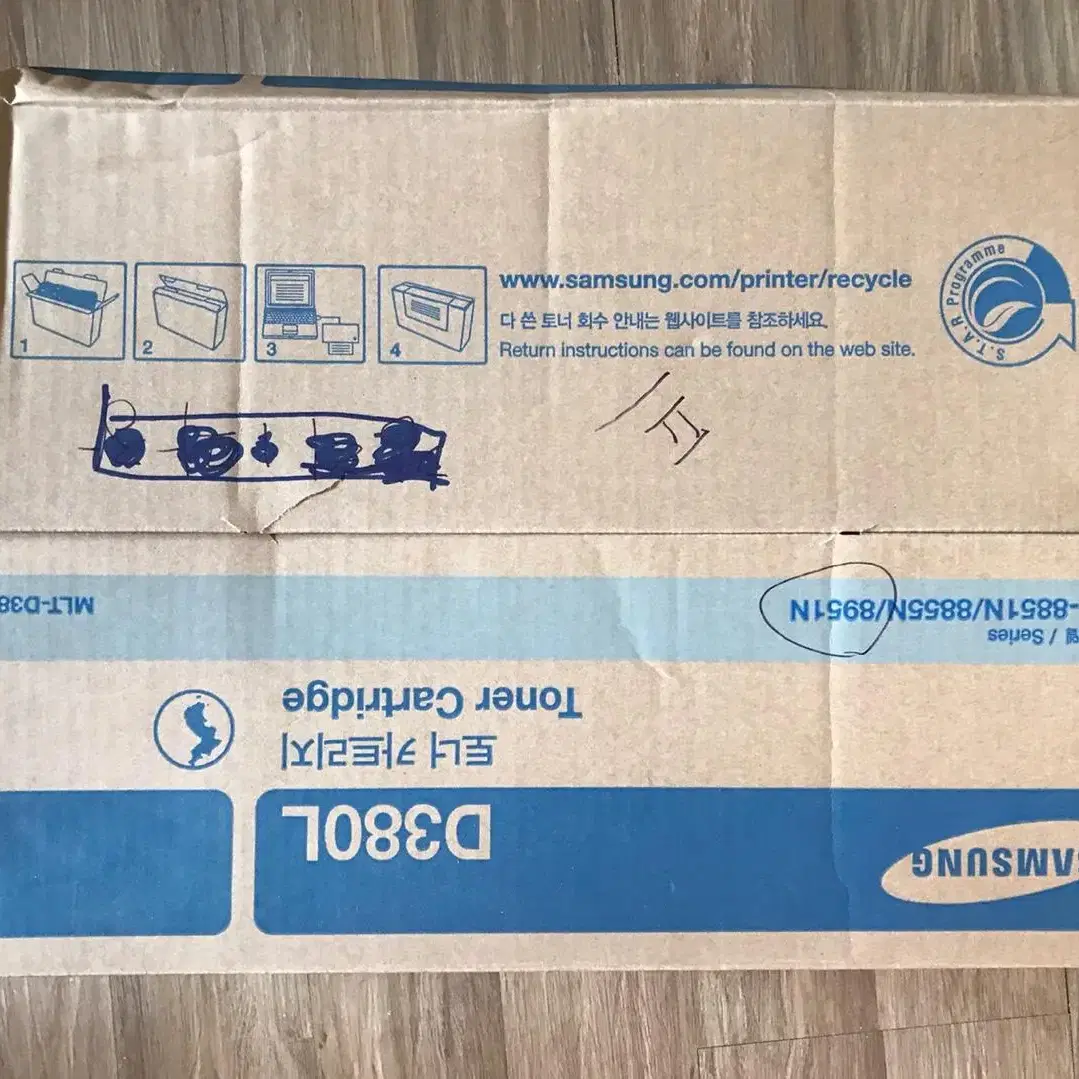 www.samsung.com/printer/recycle
다 쓴 토너 회수 안내는 웹사이트를 참조하세요.
Return instructions can be found on the web site.
1
2
3
4
S.T.A.R Programme
-8851N/8855N/8951N
/ Series
MLT-D38
Toner Cartridge
토너 카트리지
D380L
SAMSUNG